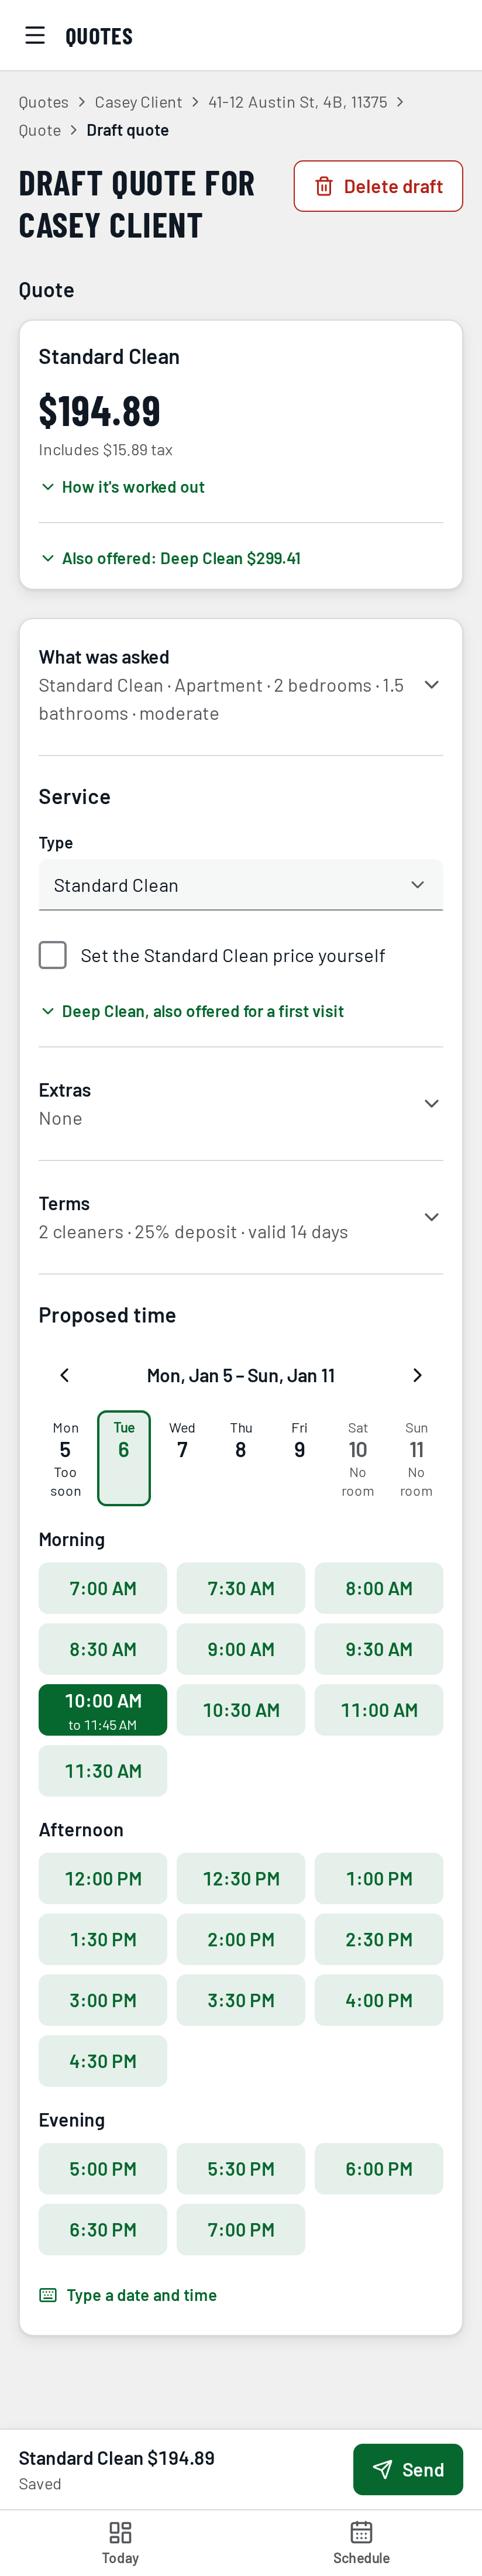 QUOTES
Quotes > Casey Client > 41-12 Austin St, 4B, 11375 >
Quote > Draft quote
DRAFT QUOTE FOR
CASEY CLIENT
Delete draft
Quote
Standard Clean
$194.89
Includes $15.89 tax
How it's worked out
Also offered: Deep Clean $299.41
What was asked
Standard Clean · Apartment · 2 bedrooms · 1.5
bathrooms · moderate
Service
Type
Standard Clean
Set the Standard Clean price yourself
Deep Clean, also offered for a first visit
Extras
None
Terms
2 cleaners · 25% deposit · valid 14 days
Proposed time
Mon, Jan 5 – Sun, Jan 11
Mon Tue Wed Thu Fri Sat Sun
5 6 7 8 9 10 11
Too No No
soon room room
Morning
7:00 AM 7:30 AM 8:00 AM
8:30 AM 9:00 AM 9:30 AM
10:00 AM 10:30 AM 11:00 AM
to 11:45 AM
11:30 AM
Afternoon
12:00 PM 12:30 PM 1:00 PM
1:30 PM 2:00 PM 2:30 PM
3:00 PM 3:30 PM 4:00 PM
4:30 PM
Evening
5:00 PM 5:30 PM 6:00 PM
6:30 PM 7:00 PM
Type a date and time
Standard Clean $194.89
Saved
Send
Today Schedule